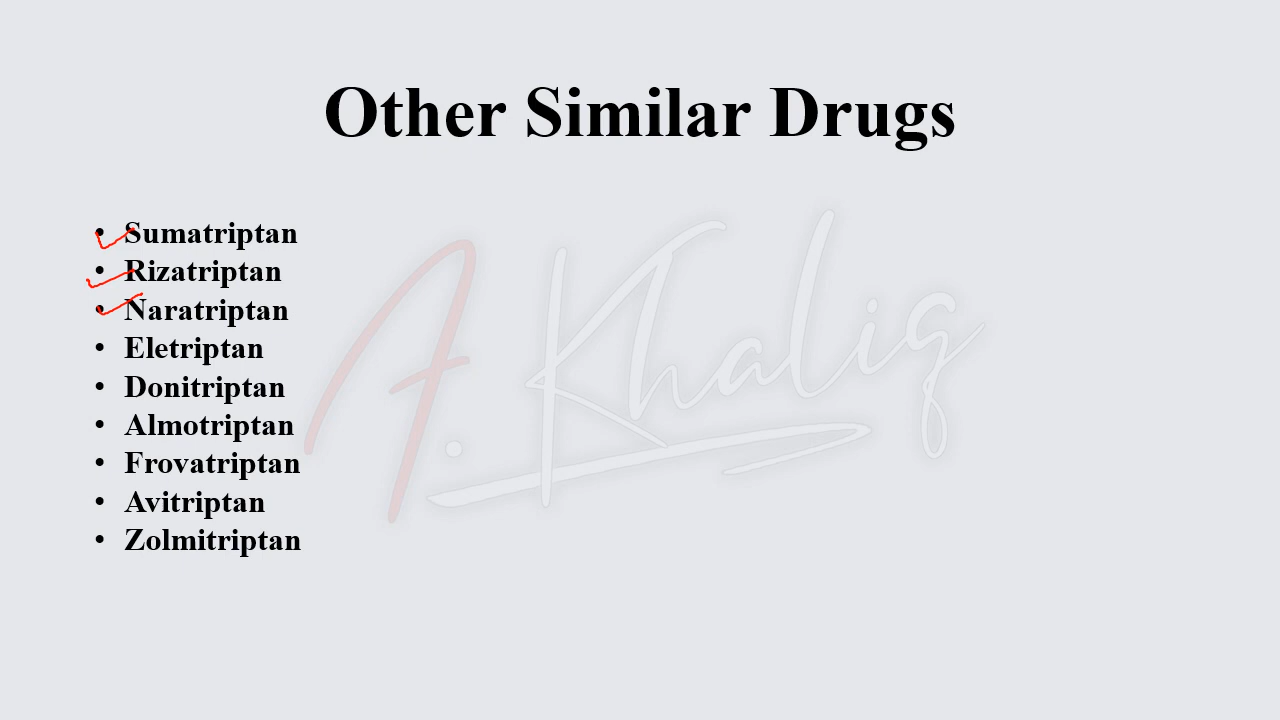 Other Similar Drugs
• Sumatriptan
• Rizatriptan
• Naratriptan
• Eletriptan
• Donitriptan
• Almotriptan
• Frovatriptan
• Avitriptan
• Zolmitriptan
A. Khaliq